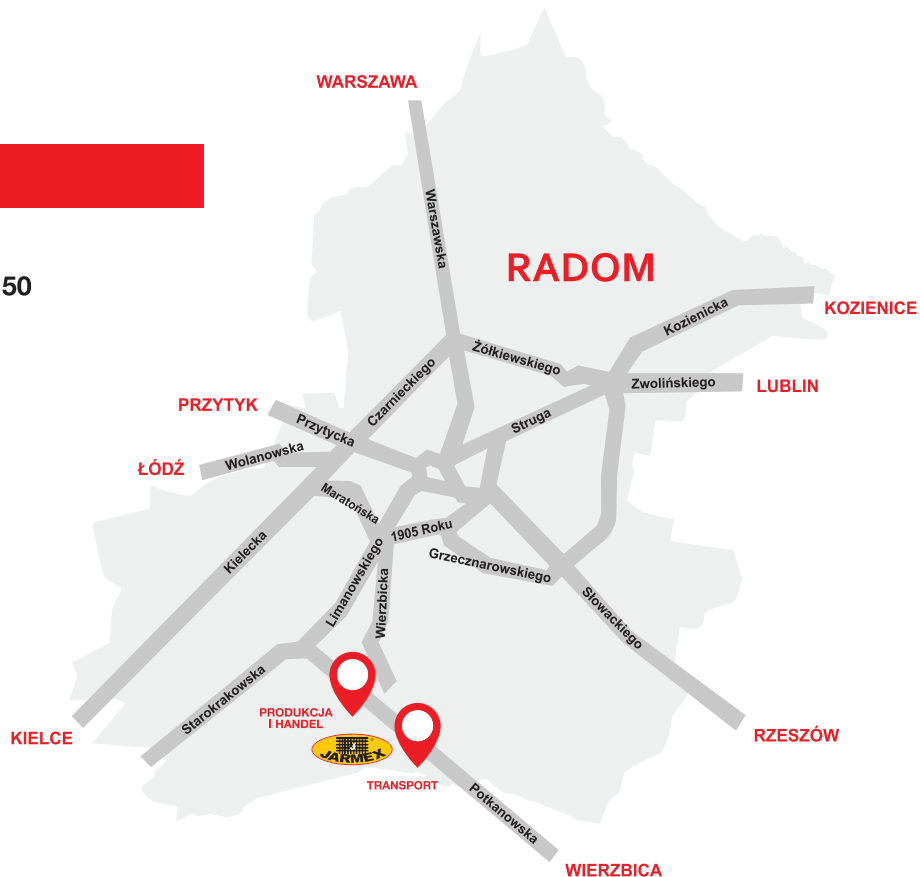 WARSZAWA
Warszawska
RADOM
50
KOZIENICE
Kozienicka
Żółkiewskiego
Czarnieckiego
Zwolińskiego
LUBLIN
PRZYTYK
Przytycka
Struga
Wolanowska
ŁÓDŹ
Maratońska
1905 Roku
Kielecka
Limanowskiego
Grzecznarowskiego
Wierzbicka
Słowackiego
Starokrakowska
PRODUKCJA
I HANDEL
KIELCE
RZESZÓW
JARMEX
TRANSPORT
Potkanowska
WIERZBICA